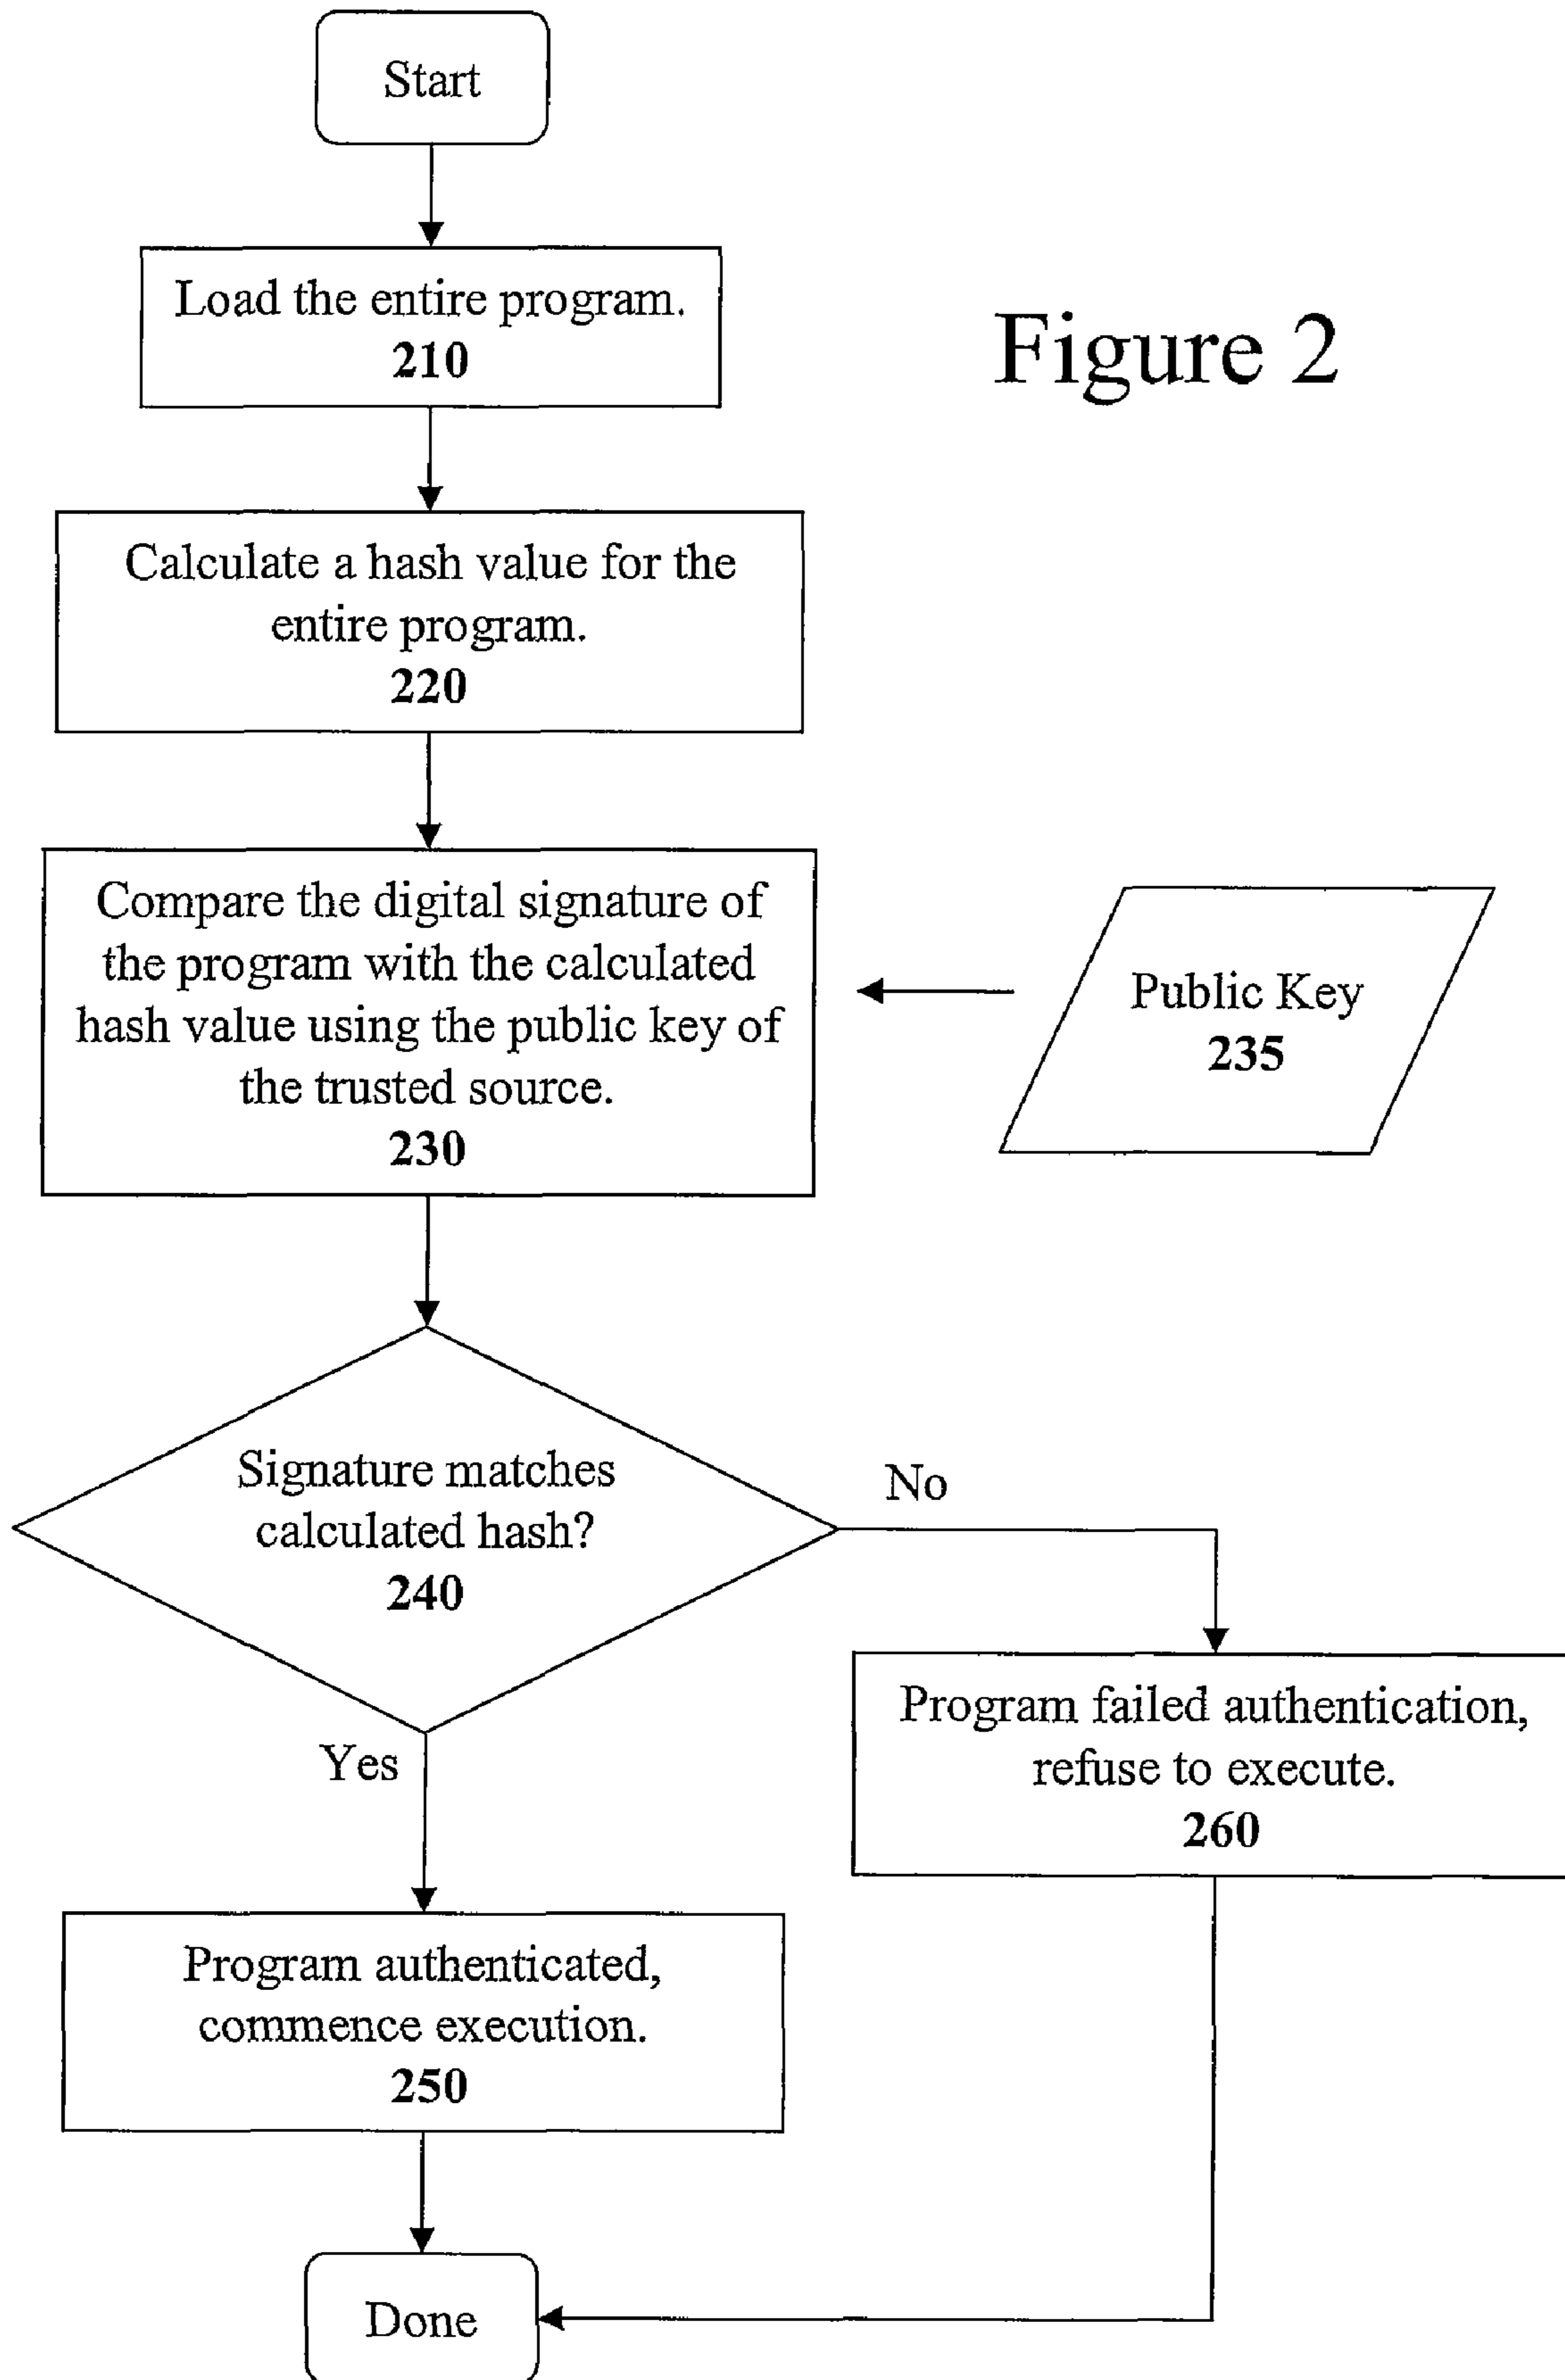 Start
Load the entire program.
210
Figure 2
Calculate a hash value for the
entire program.
220
Compare the digital signature of
the program with the calculated
hash value using the public key of
the trusted source.
230
Public Key
235
Signature matches
calculated hash?
240
No
Yes
Program failed authentication,
refuse to execute.
260
Program authenticated,
commence execution.
250
Done